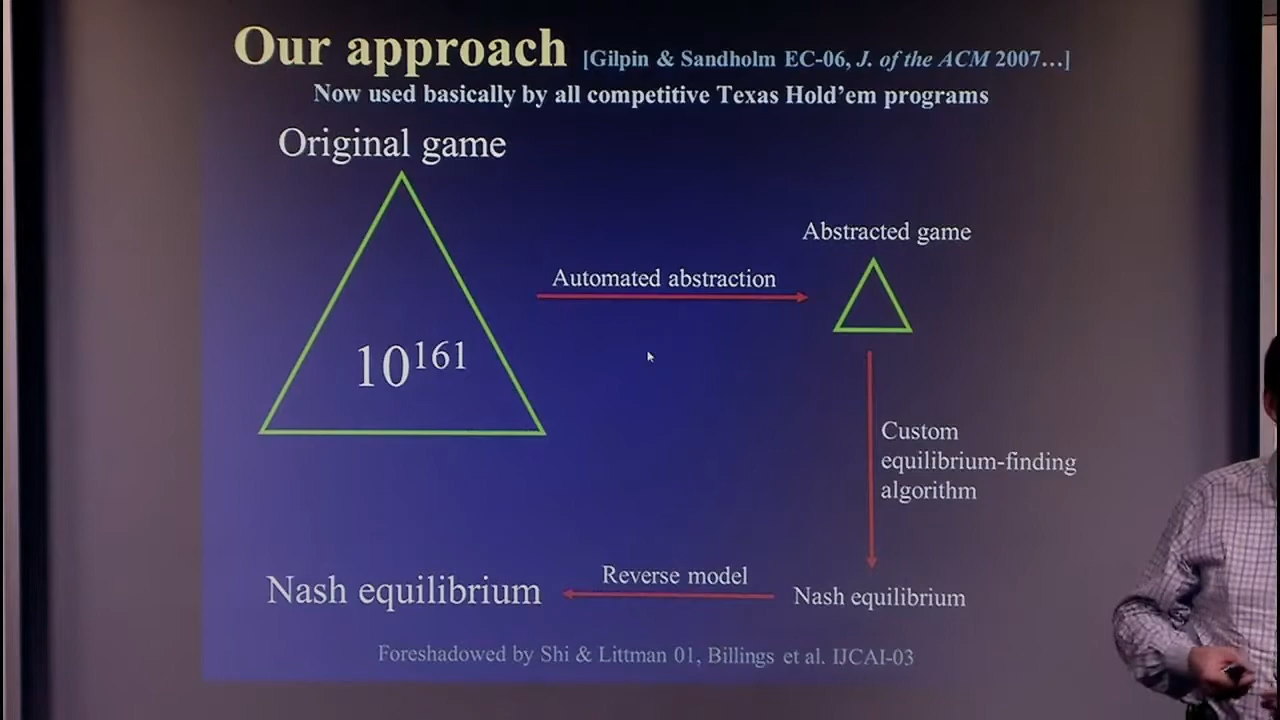 Our approach [Gilpin & Sandholm EC-06, J. of the ACM 2007…]
Now used basically by all competitive Texas Hold’em programs
Original game
Abstracted game
Automated abstraction
10¹⁶¹
Custom
equilibrium-finding
algorithm
Reverse model
Nash equilibrium
Nash equilibrium
Foreshadowed by Shi & Littman 01, Billings et al. IJCAI-03